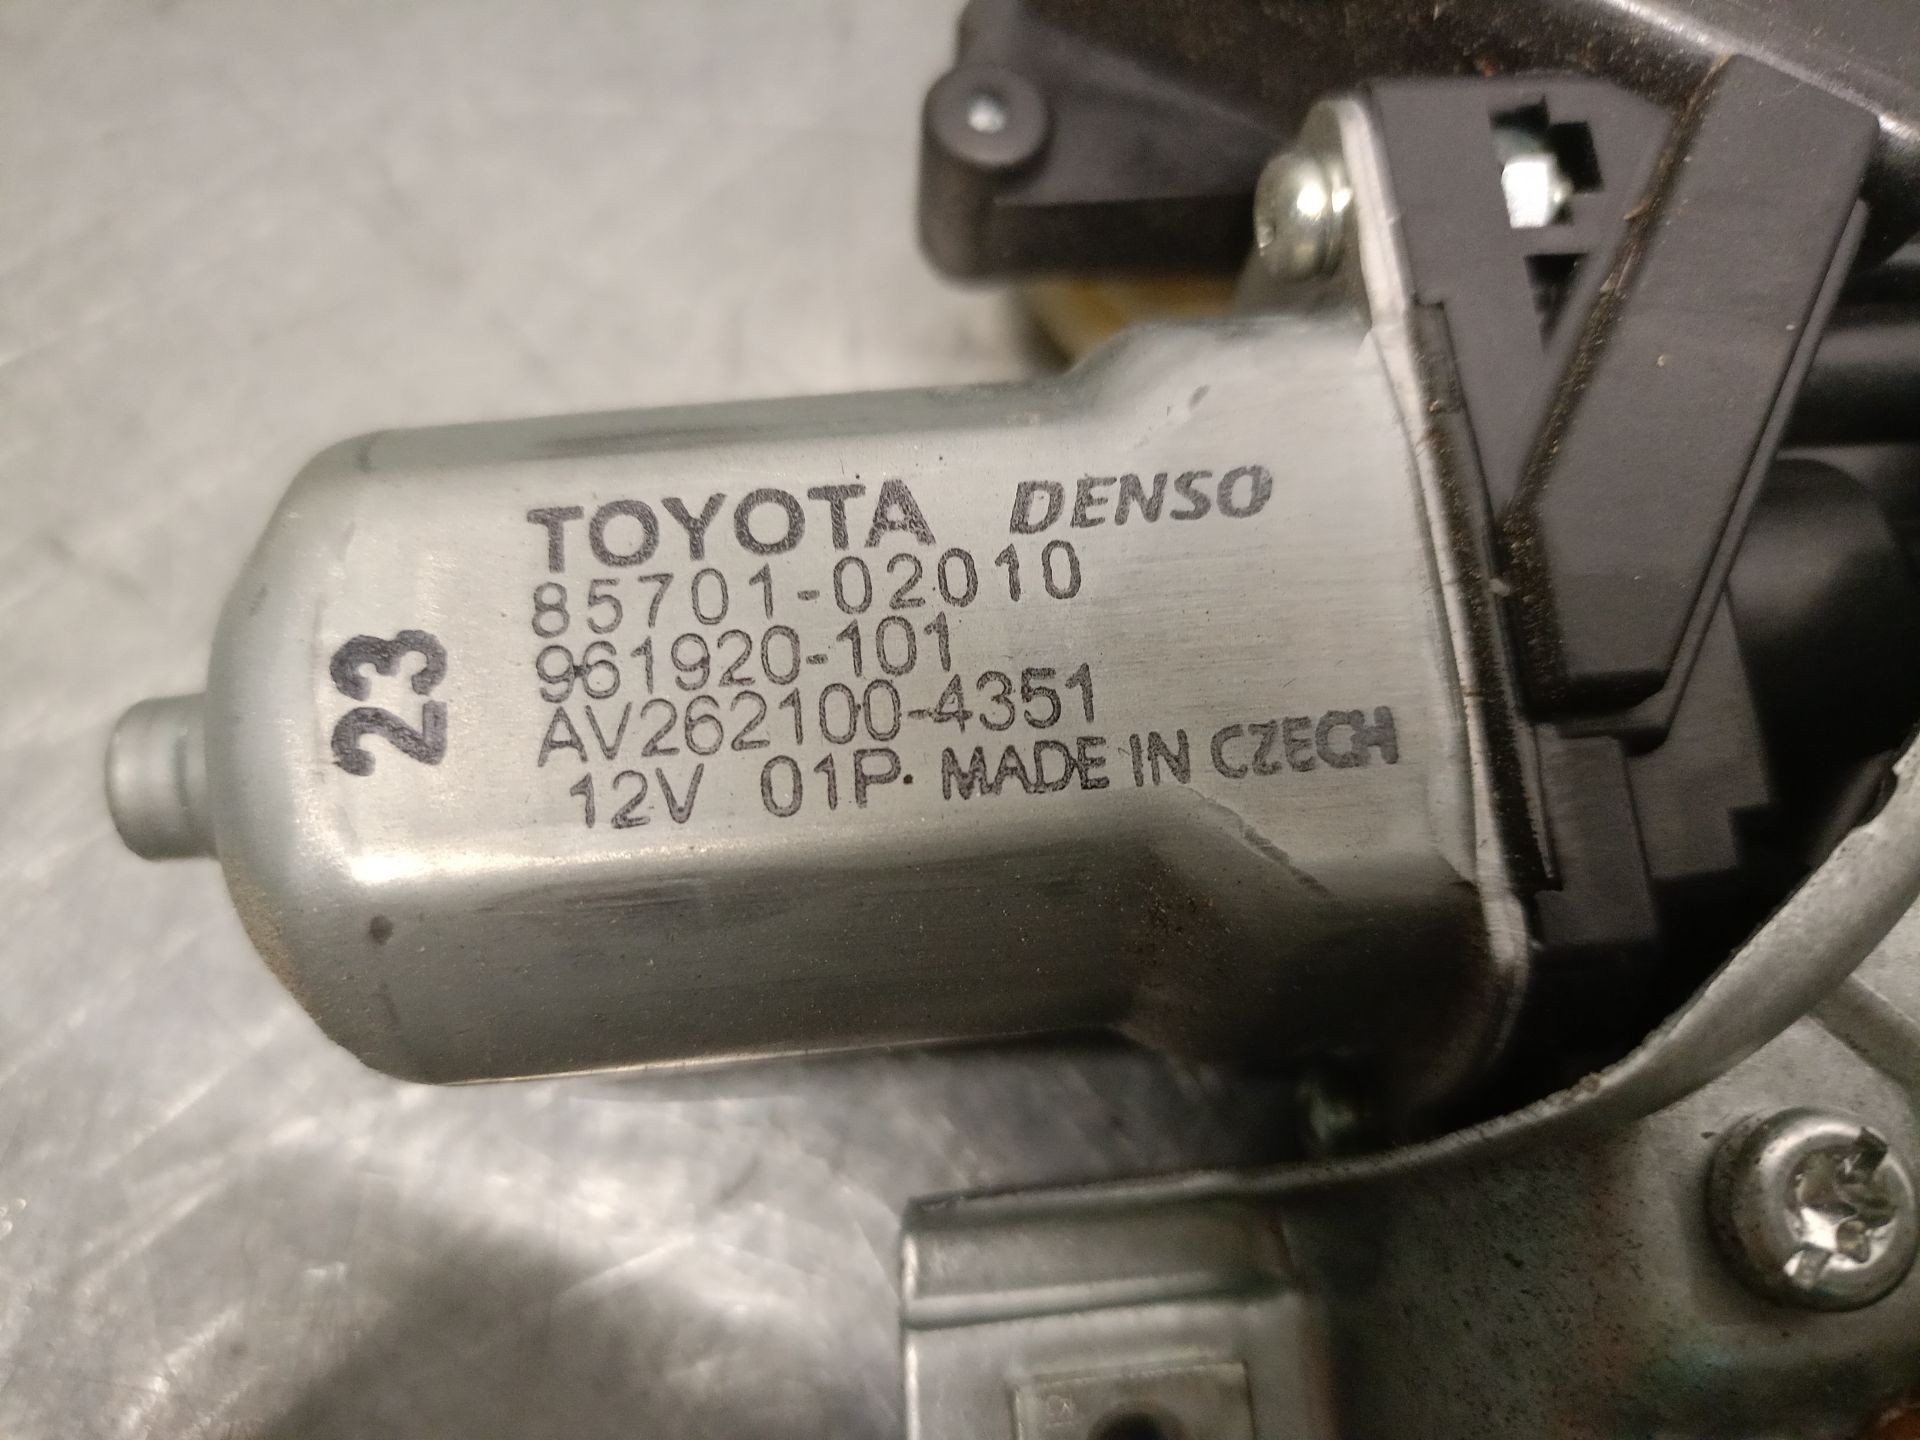 TOYOTA DENSO
85701-02010
961920-101
AV262100-4351
12V 01P. MADE IN CZECH
23